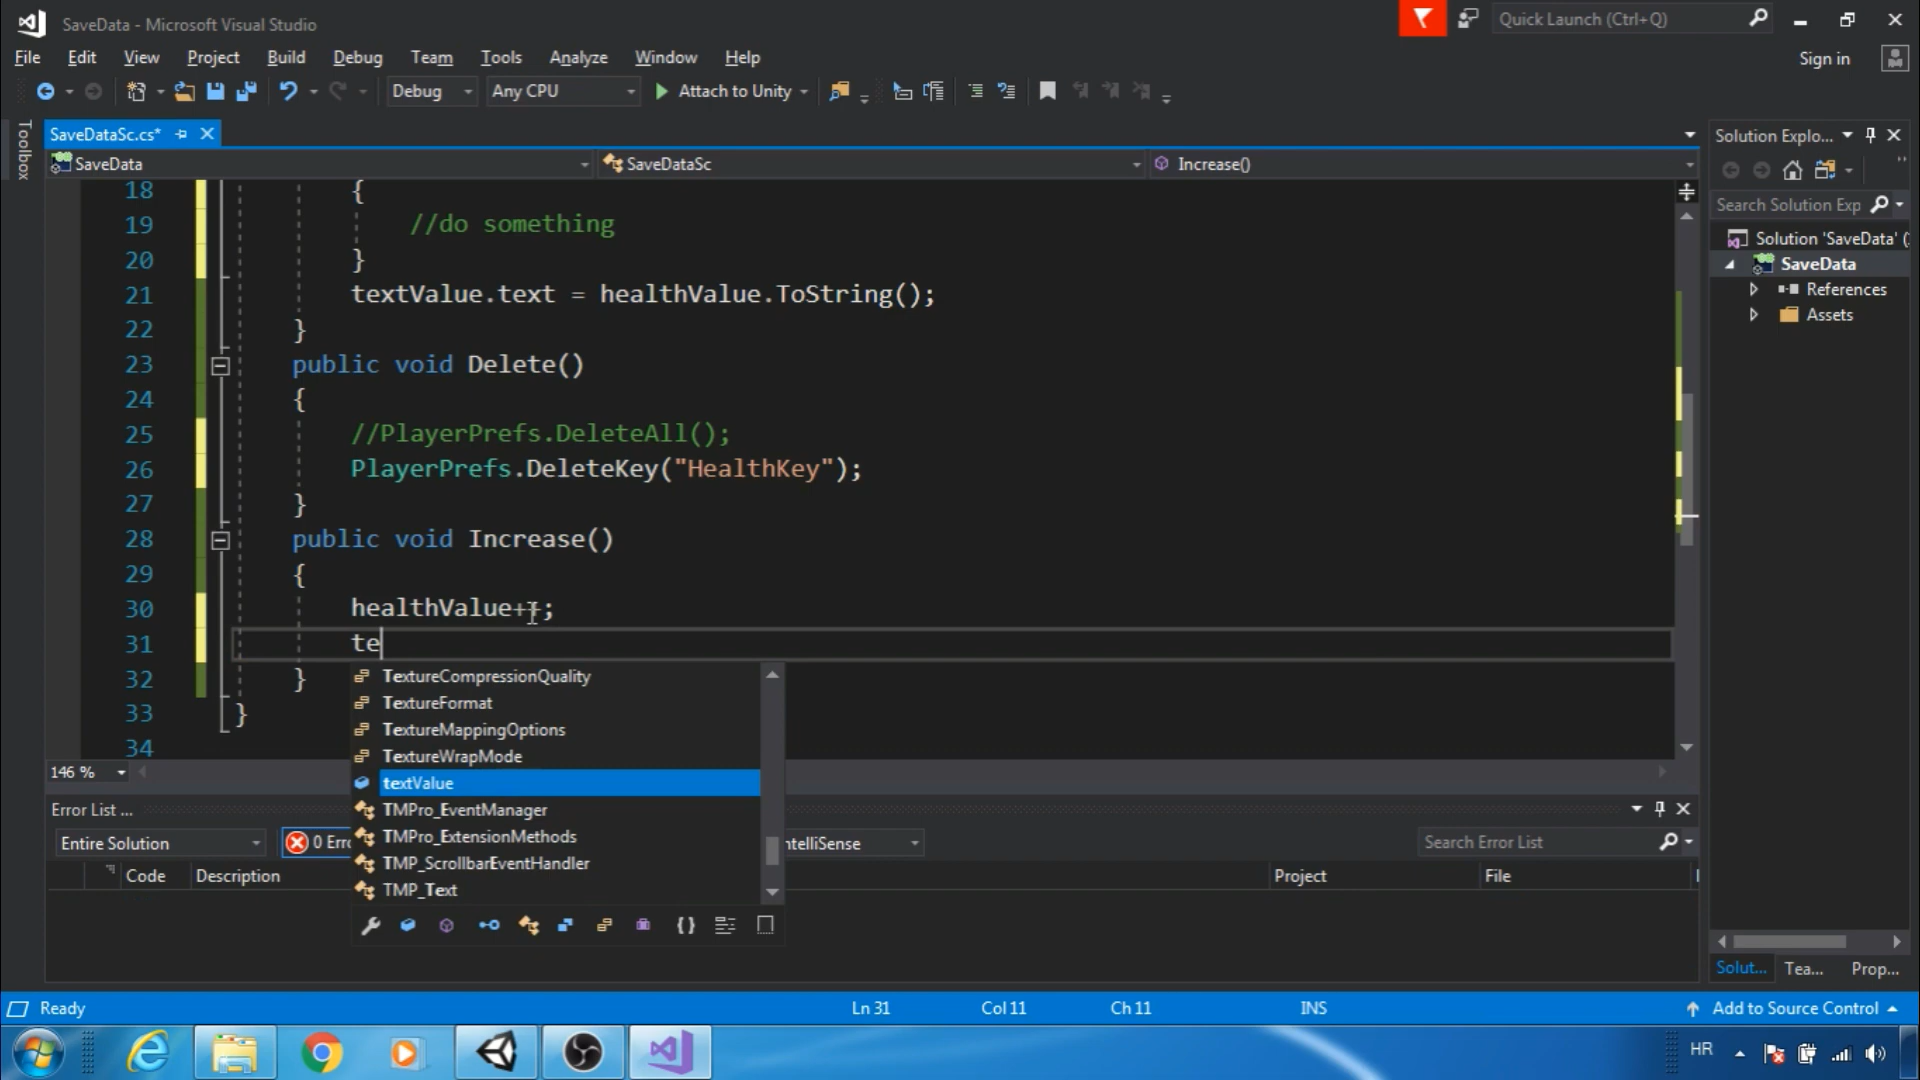 SaveData - Microsoft Visual Studio
Quick Launch (Ctrl+Q)
File Edit View Project Build Debug Team Tools Analyze Window Help
Sign in
Debug Any CPU Attach to Unity
Toolbox
SaveDataSc.cs*
Solution Explo...
SaveData SaveDataSc Increase()
Search Solution Exp
Solution 'SaveData' (
SaveData
References
Assets
18 {
19 //do something
20 }
21 textValue.text = healthValue.ToString();
22 }
23 public void Delete()
24 {
25 //PlayerPrefs.DeleteAll();
26 PlayerPrefs.DeleteKey("HealthKey");
27 }
28 public void Increase()
29 {
30 healthValue++;
31 te
32 }
33 }
34
TextureCompressionQuality
TextureFormat
TextureMappingOptions
TextureWrapMode
textValue
TMPro_EventManager
TMPro_ExtensionMethods
TMP_ScrollbarEventHandler
TMP_Text
146 %
Error List ...
Entire Solution 0 Erro ntelliSense Search Error List
Code Description Project File
Solut... Tea... Prop...
Ready Ln 31 Col 11 Ch 11 INS Add to Source Control
HR